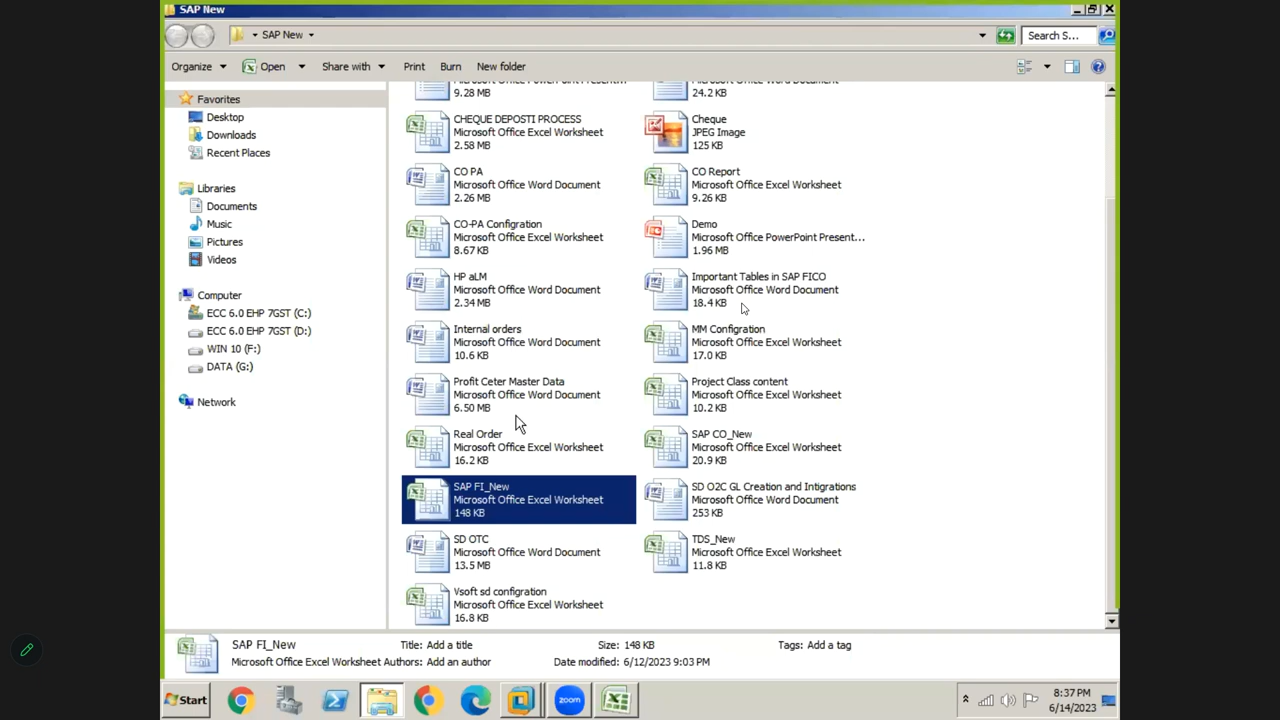 SAP New
SAP New
Search S...
Organize
Open
Share with
Print
Burn
New folder
Favorites
Desktop
Downloads
Recent Places
Libraries
Documents
Music
Pictures
Videos
Computer
ECC 6.0 EHP 7GST (C:)
ECC 6.0 EHP 7GST (D:)
WIN 10 (F:)
DATA (G:)
Network
9.28 MB
24.2 KB
CHEQUE DEPOSTI PROCESS
Microsoft Office Excel Worksheet
2.58 MB
Cheque
JPEG Image
125 KB
CO PA
Microsoft Office Word Document
2.26 MB
CO Report
Microsoft Office Excel Worksheet
9.26 KB
CO-PA Configration
Microsoft Office Excel Worksheet
8.67 KB
Demo
Microsoft Office PowerPoint Present...
1.96 MB
HP aLM
Microsoft Office Word Document
2.34 MB
Important Tables in SAP FICO
Microsoft Office Word Document
18.4 KB
Internal orders
Microsoft Office Word Document
10.6 KB
MM Configration
Microsoft Office Excel Worksheet
17.0 KB
Profit Ceter Master Data
Microsoft Office Word Document
6.50 MB
Project Class content
Microsoft Office Excel Worksheet
10.2 KB
Real Order
Microsoft Office Excel Worksheet
16.2 KB
SAP CO_New
Microsoft Office Excel Worksheet
20.9 KB
SAP FI_New
Microsoft Office Excel Worksheet
148 KB
SD O2C GL Creation and Intigrations
Microsoft Office Word Document
253 KB
SD OTC
Microsoft Office Word Document
13.5 MB
TDS_New
Microsoft Office Excel Worksheet
11.8 KB
Vsoft sd configration
Microsoft Office Excel Worksheet
16.8 KB
SAP FI_New
Title: Add a title
Size: 148 KB
Tags: Add a tag
Microsoft Office Excel Worksheet
Authors: Add an author
Date modified: 6/12/2023 9:03 PM
Start
zoom
8:37 PM
6/14/2023